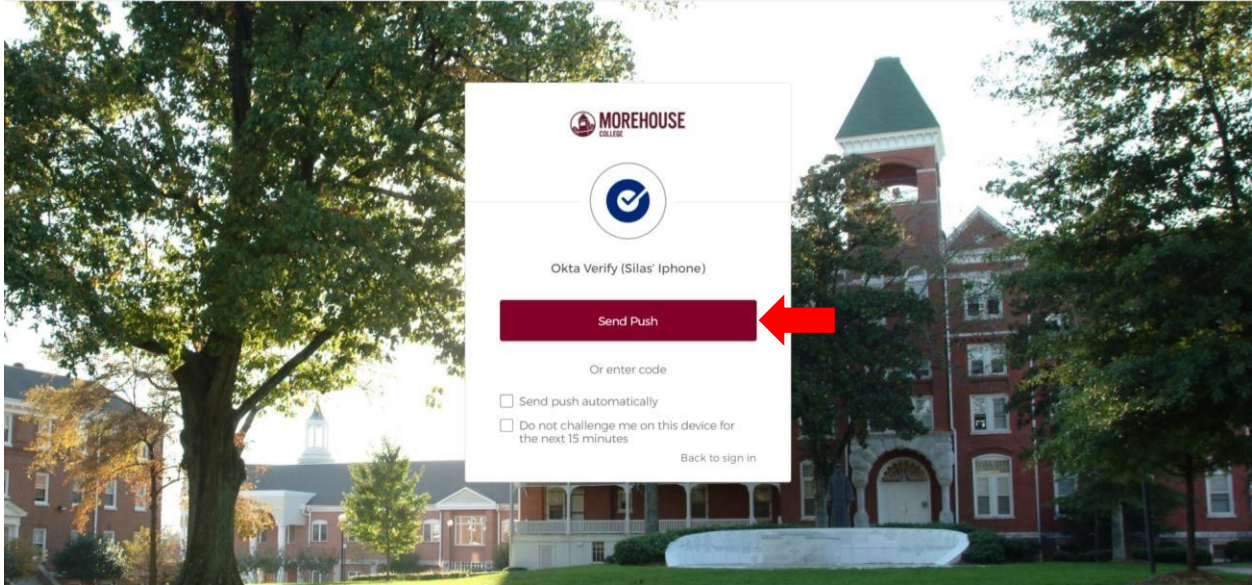 MOREHOUSE
COLLEGE
Okta Verify (Silas' Iphone)
Send Push
Or enter code
Send push automatically
Do not challenge me on this device for
the next 15 minutes
Back to sign in